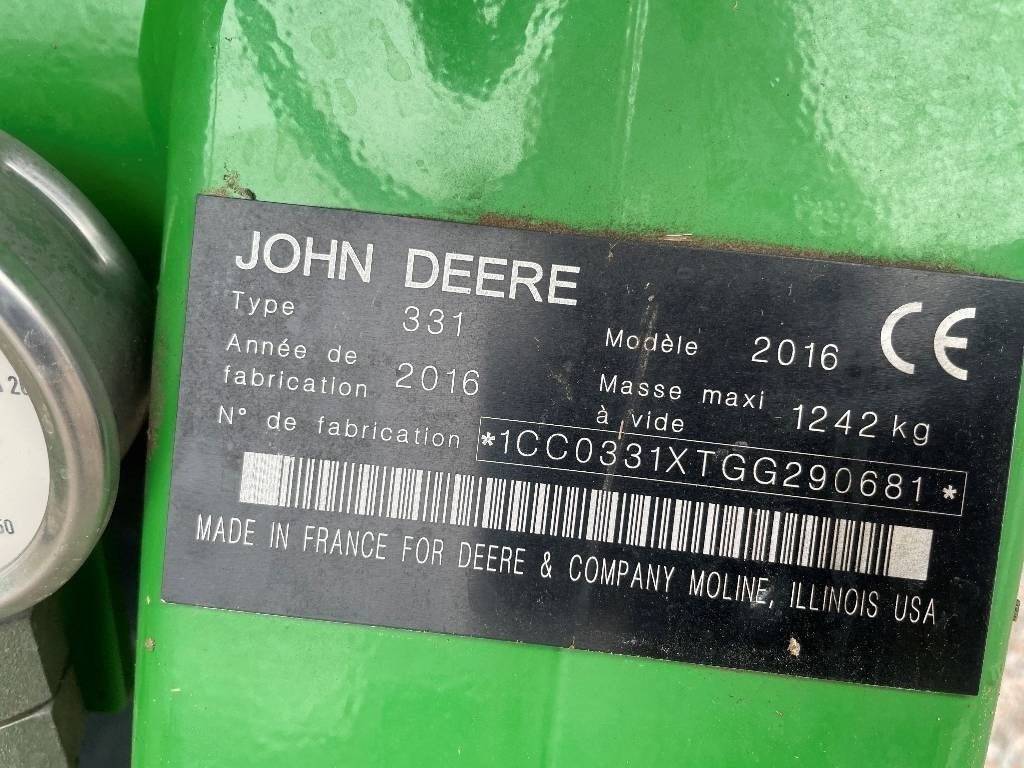 JOHN DEERE
CE
Type 331
Modèle 2016
Année de
fabrication 2016
Masse maxi
à vide 1242 kg
N° de fabrication *1CC0331XTGG290681*
MADE IN FRANCE FOR DEERE & COMPANY MOLINE, ILLINOIS USA